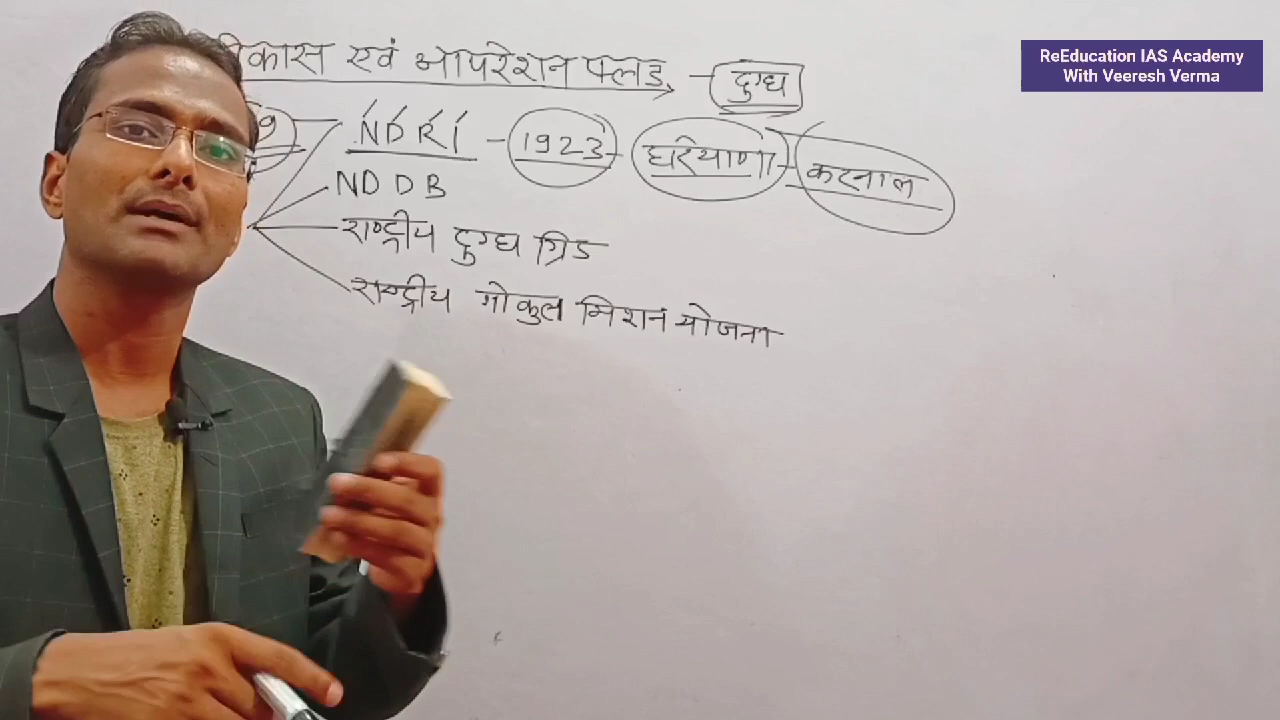 ReEducation IAS Academy
With Veeresh Verma
एवं ऑपरेशन फ्लड - दुग्ध
NDRI - 1923 - हरियाणा - करनाल
NDDB
राष्ट्रीय दुग्ध ग्रिड
राष्ट्रीय गोकुल मिशन योजना